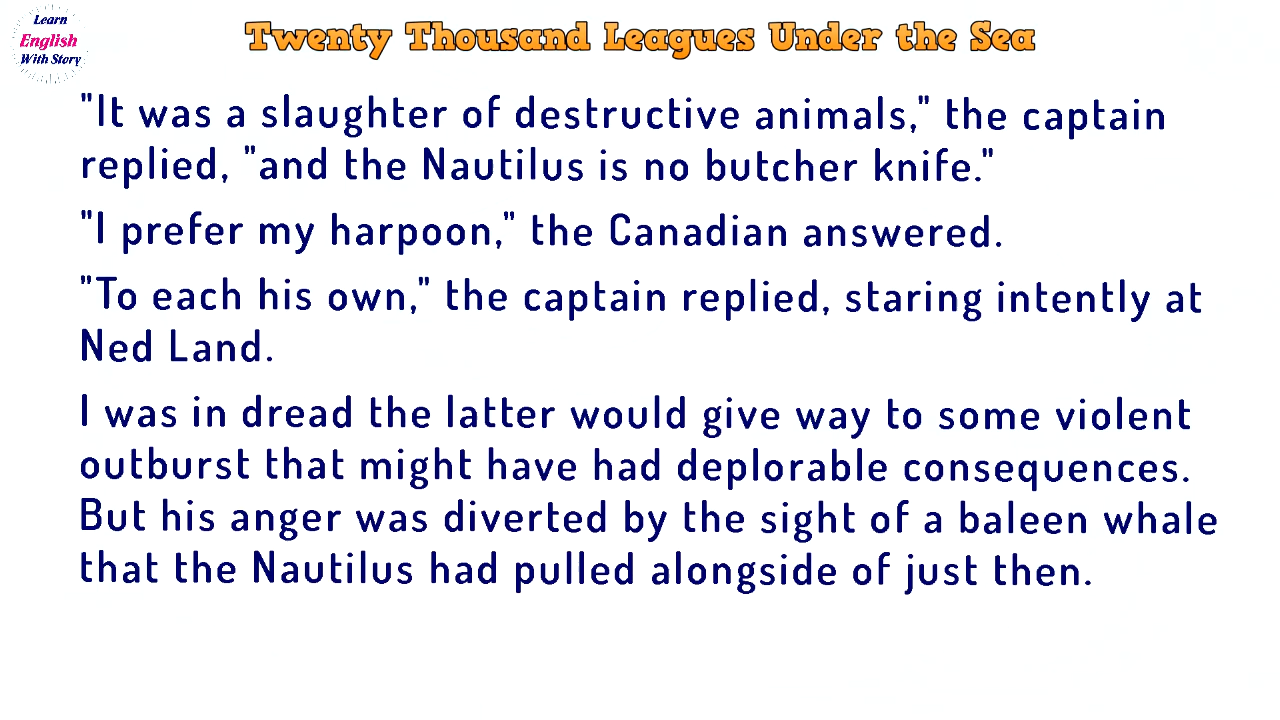 Learn
English
With Story
Twenty Thousand Leagues Under the Sea
"It was a slaughter of destructive animals," the captain
replied, "and the Nautilus is no butcher knife."
"I prefer my harpoon," the Canadian answered.
"To each his own," the captain replied, staring intently at
Ned Land.
I was in dread the latter would give way to some violent
outburst that might have had deplorable consequences.
But his anger was diverted by the sight of a baleen whale
that the Nautilus had pulled alongside of just then.